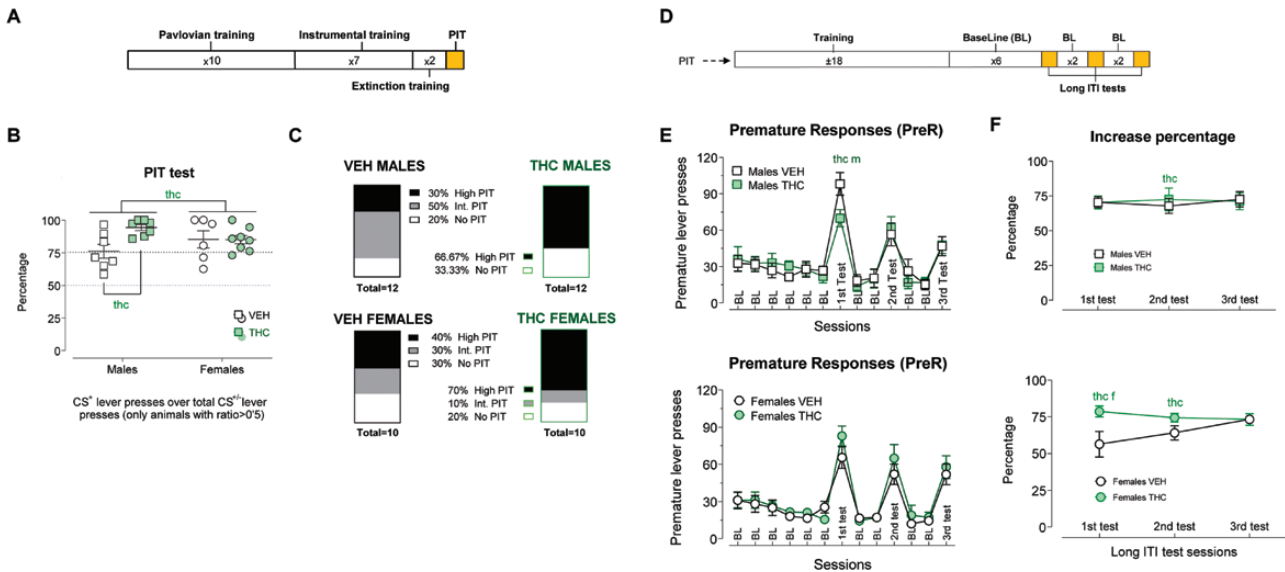 A
Pavlovian training
Instrumental training
PIT
x10
x7
x2
Extinction training
B
PIT test
thc
Percentage
100
75
50
25
0
thc
VEH
THC
Males
Females
CS+ lever presses over total CS+/- lever
presses (only animals with ratio>0'5)
C
VEH MALES
30% High PIT
50% Int. PIT
20% No PIT
Total=12
THC MALES
66.67% High PIT
33.33% No PIT
Total=12
VEH FEMALES
40% High PIT
30% Int. PIT
30% No PIT
Total=10
THC FEMALES
70% High PIT
10% Int. PIT
20% No PIT
Total=10
D
Training
BaseLine (BL)
BL
BL
PIT
±18
x6
x2
x2
Long ITI tests
E
Premature Responses (PreR)
Premature lever presses
120
90
60
30
0
Males VEH
Males THC
thc m
BL
BL
BL
BL
BL
BL
1st Test
BL
BL
2nd Test
BL
BL
3rd Test
Sessions
Premature Responses (PreR)
Premature lever presses
120
90
60
30
0
Females VEH
Females THC
BL
BL
BL
BL
BL
BL
1st test
BL
BL
2nd test
BL
BL
3rd test
Sessions
F
Increase percentage
Percentage
100
75
50
25
0
thc
Males VEH
Males THC
1st test
2nd test
3rd test
Percentage
100
75
50
25
0
thc f
thc
Females VEH
Females THC
1st test
2nd test
3rd test
Long ITI test sessions